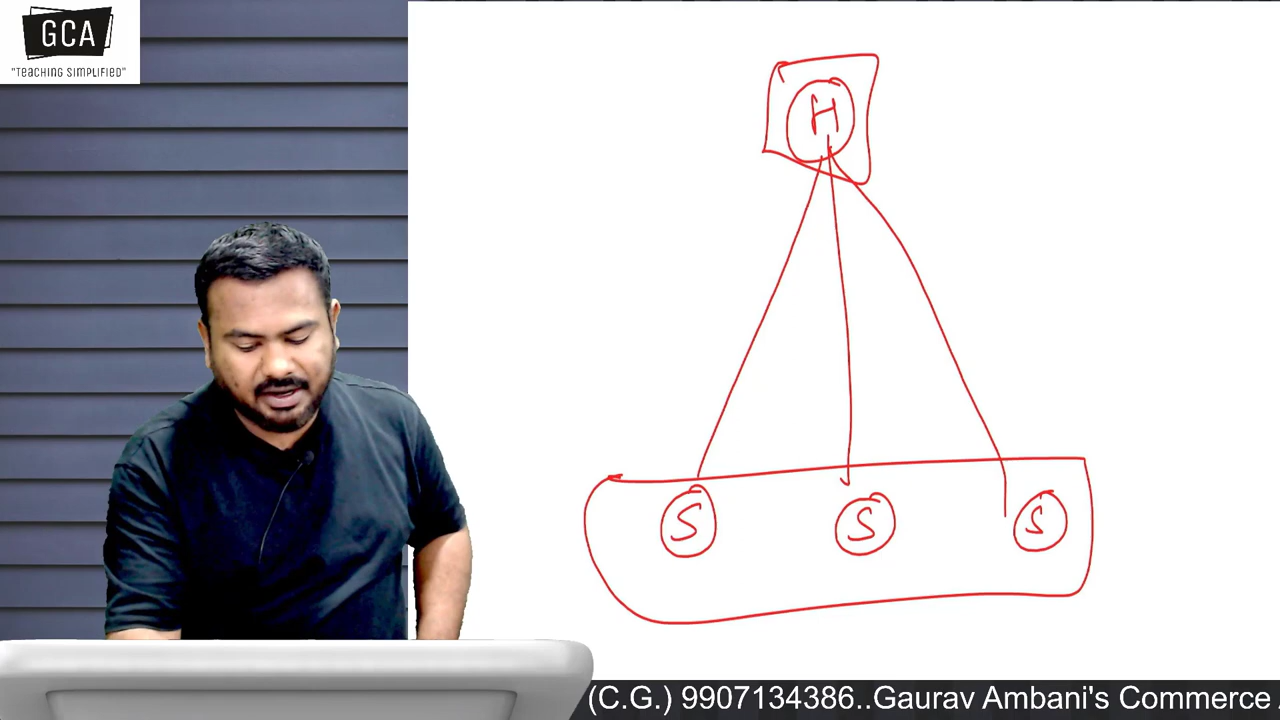 GCA
"TEACHING SIMPLIFIED"
H
S S S
(C.G.) 9907134386..Gaurav Ambani's Commerce